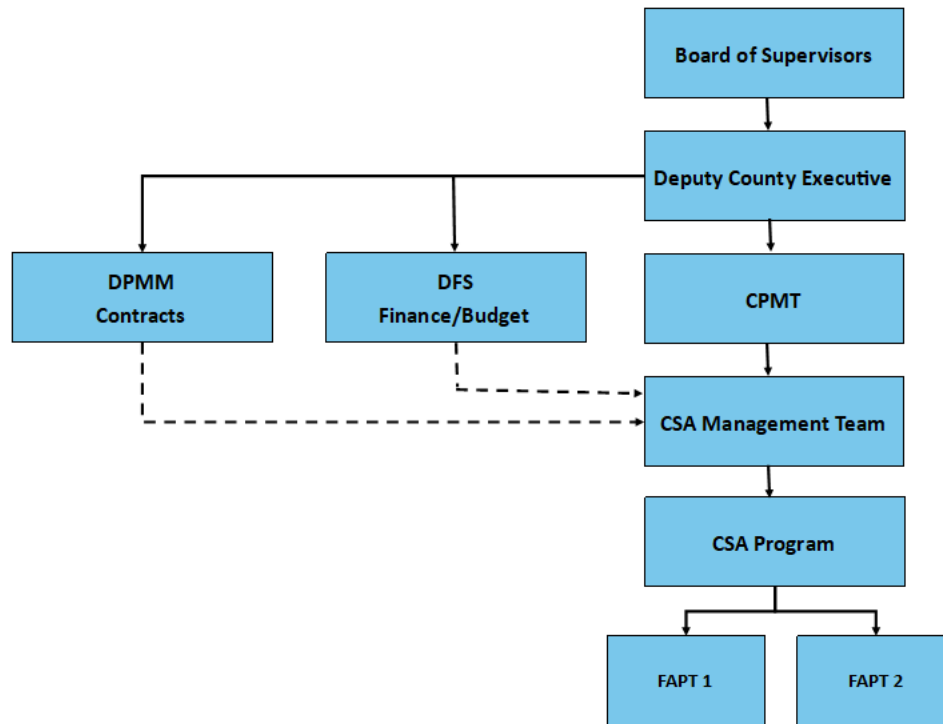 Board of Supervisors
Deputy County Executive
DPMM
Contracts
DFS
Finance/Budget
CPMT
CSA Management Team
CSA Program
FAPT 1
FAPT 2